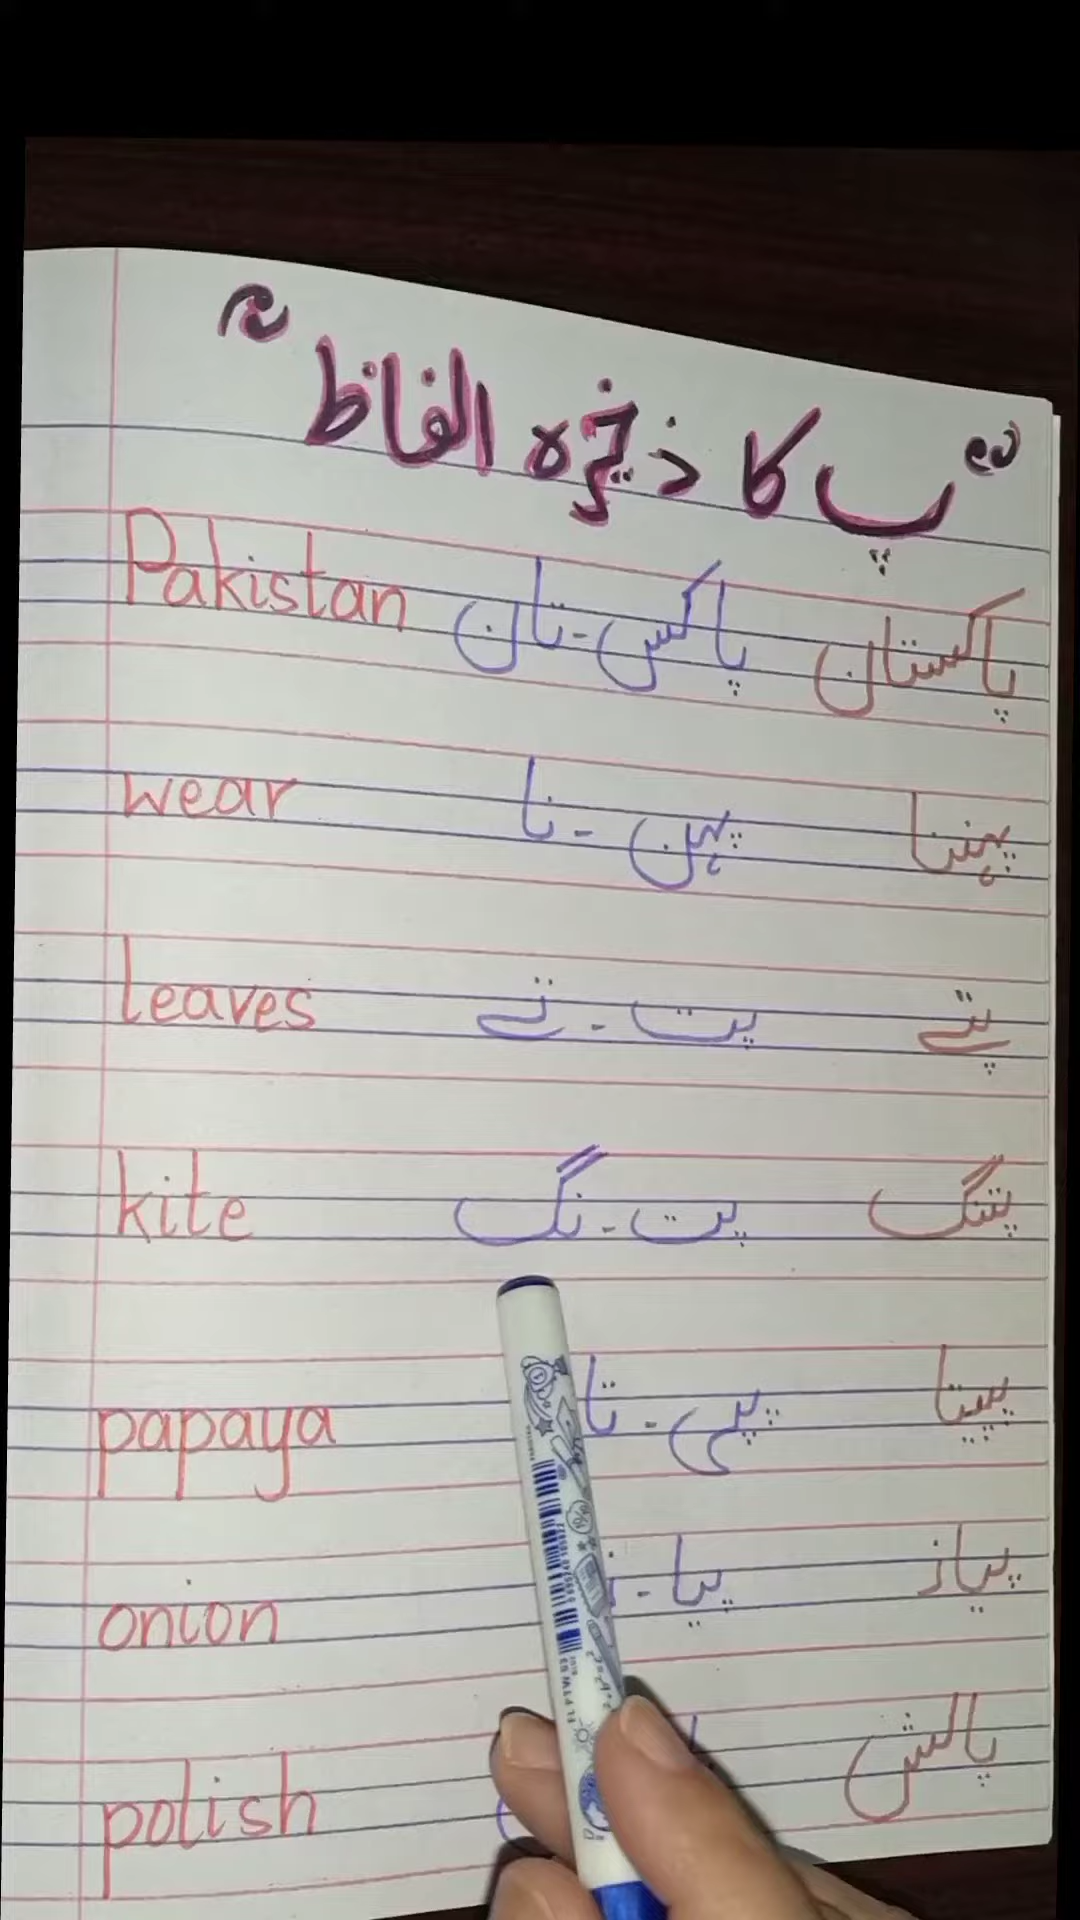 ”پ کا ذخیرہ الفاظ“
Pakistan پاکستان پاکس - تان
wear پہننا پہن - نا
leaves پتے پت - تے
kite پتنگ پت - نگ
papaya پپیتا پپی - تا
onion پیاز پیا -
polish پالش